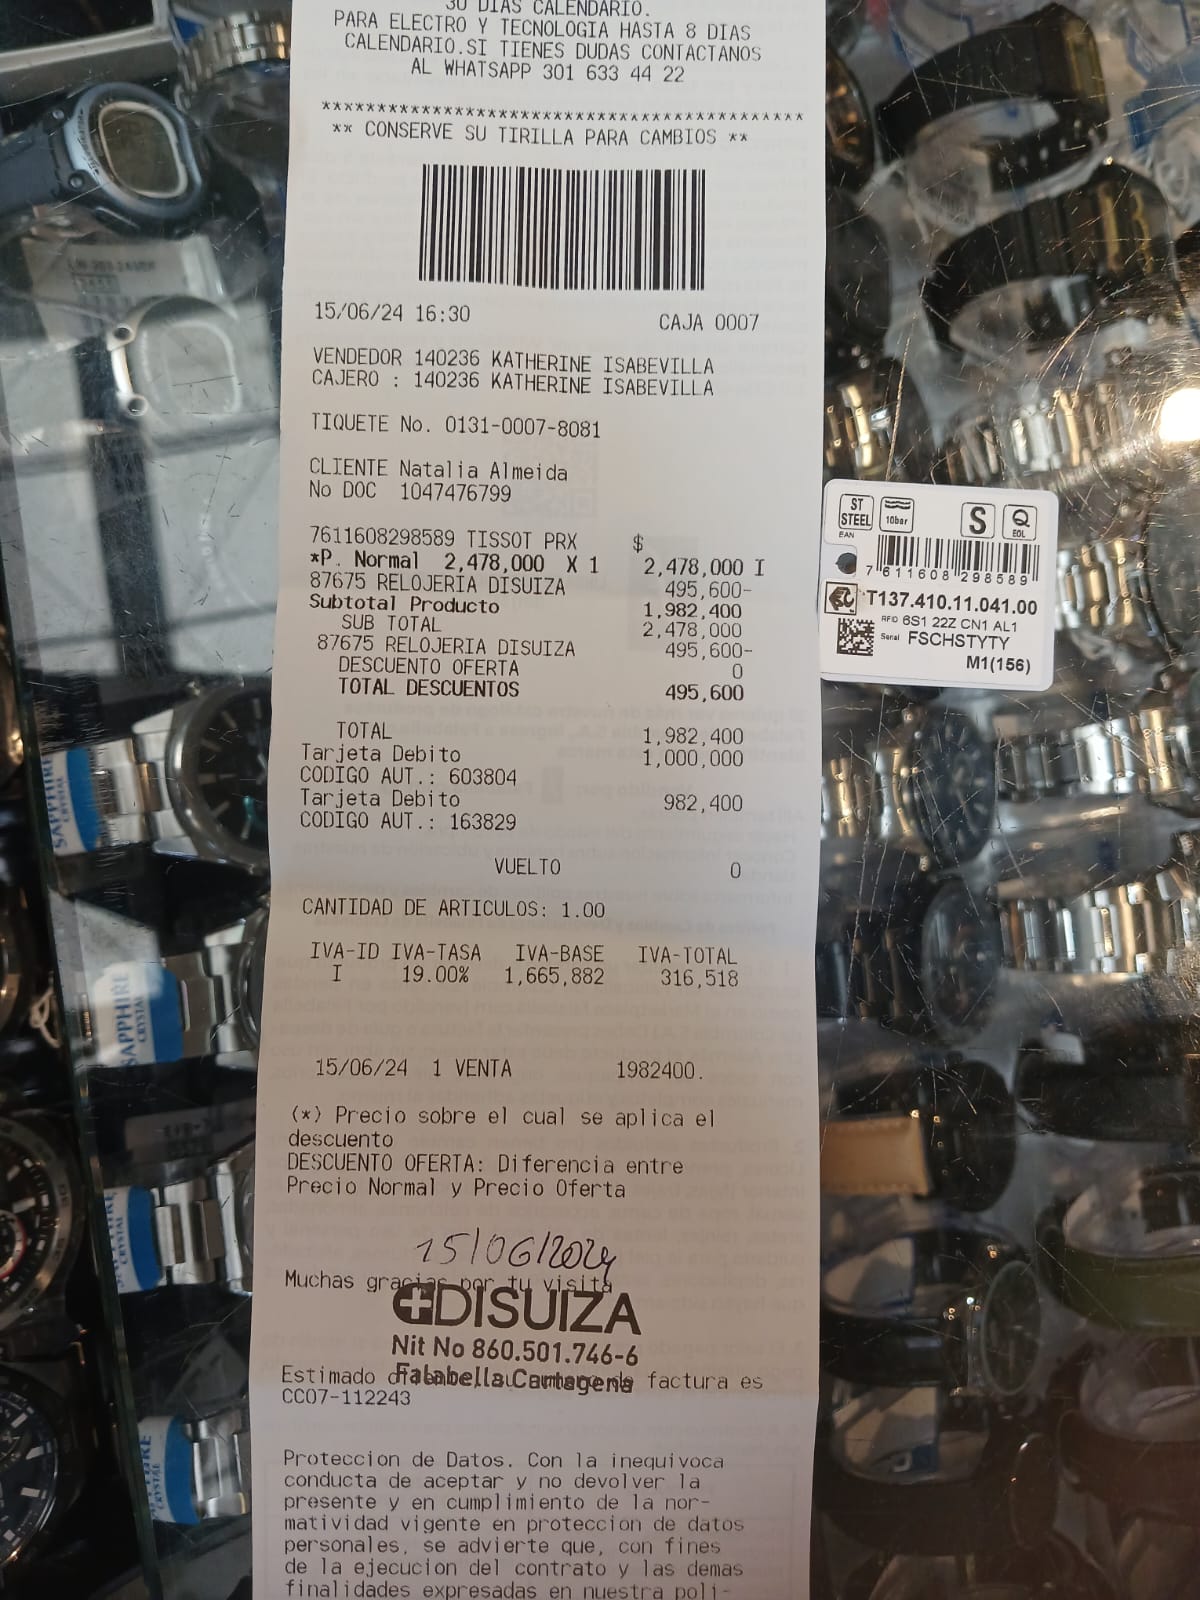 30 DIAS CALENDARIO.
PARA ELECTRO Y TECNOLOGIA HASTA 8 DIAS
CALENDARIO.SI TIENES DUDAS CONTACTANOS
AL WHATSAPP 301 633 44 22
*******************************************
** CONSERVE SU TIRILLA PARA CAMBIOS **
15/06/24 16:30 CAJA 0007
VENDEDOR 140236 KATHERINE ISABEVILLA
CAJERO : 140236 KATHERINE ISABEVILLA
TIQUETE No. 0131-0007-8081
CLIENTE Natalia Almeida
No DOC 1047476799
7611608298589 TISSOT PRX $
*P. Normal 2,478,000 X 1 2,478,000 I
87675 RELOJERIA DISUIZA 495,600-
Subtotal Producto 1,982,400
SUB TOTAL 2,478,000
87675 RELOJERIA DISUIZA 495,600-
DESCUENTO OFERTA 0
TOTAL DESCUENTOS 495,600
TOTAL 1,982,400
Tarjeta Debito 1,000,000
CODIGO AUT.: 603804
Tarjeta Debito 982,400
CODIGO AUT.: 163829
VUELTO 0
CANTIDAD DE ARTICULOS: 1.00
IVA-ID IVA-TASA IVA-BASE IVA-TOTAL
I 19.00% 1,665,882 316,518
15/06/24 1 VENTA 1982400.
(*) Precio sobre el cual se aplica el
descuento
DESCUENTO OFERTA: Diferencia entre
Precio Normal y Precio Oferta
15/06/2024
Muchas gracias por tu visita
DISUIZA
Nit No 860.501.746-6
Falabella Cartagena
Estimado factura es
CC07-112243
Proteccion de Datos. Con la inequivoca
conducta de aceptar y no devolver la
presente y en cumplimiento de la nor-
matividad vigente en proteccion de datos
personales, se advierte que, con fines
de la ejecucion del contrato y las demas
finalidades expresadas en nuestra poli-
ST
STEEL
10bar
S
Q
EOL
EAN
7 611608 298589
T137.410.11.041.00
RFID 6S1 22Z CN1 AL1
Serial FSCHSTYTY
M1(156)
SAPPHIRE
CRYSTAL
SAPPHIRE
CRYSTAL
CRYSTAL
CRYSTAL